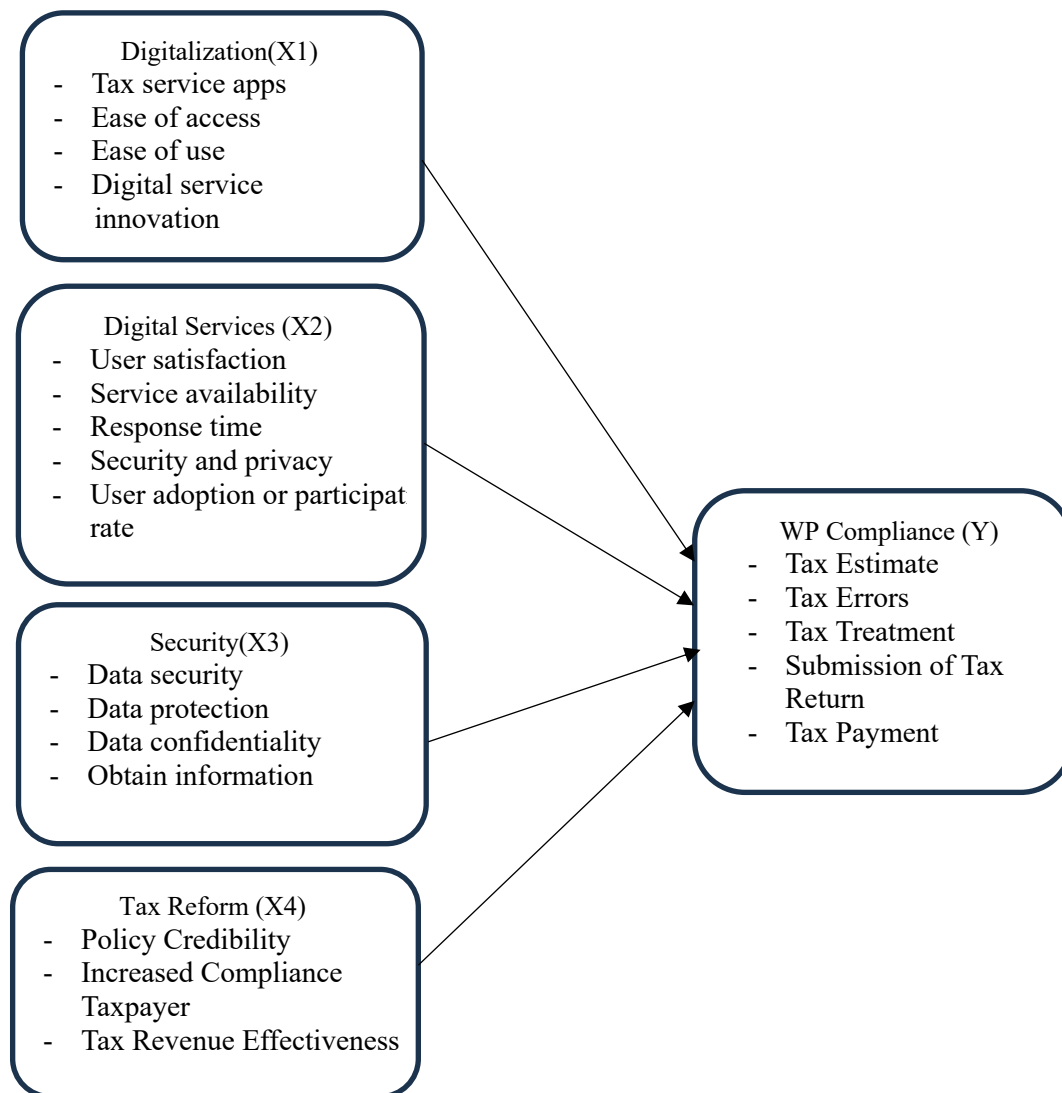 Digitalization(X1)
- Tax service apps
- Ease of access
- Ease of use
- Digital service
innovation
Digital Services (X2)
- User satisfaction
- Service availability
- Response time
- Security and privacy
- User adoption or participat
rate
Security(X3)
- Data security
- Data protection
- Data confidentiality
- Obtain information
Tax Reform (X4)
- Policy Credibility
- Increased Compliance
Taxpayer
- Tax Revenue Effectiveness
WP Compliance (Y)
- Tax Estimate
- Tax Errors
- Tax Treatment
- Submission of Tax
Return
- Tax Payment